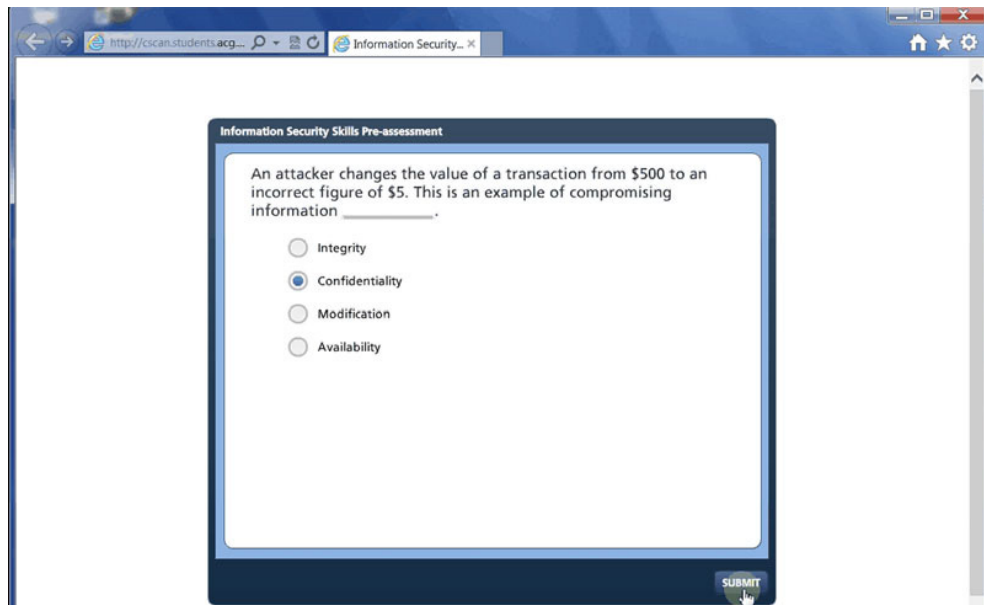 http://cscan.students.acg...
Information Security...
Information Security Skills Pre-assessment
An attacker changes the value of a transaction from $500 to an
incorrect figure of $5. This is an example of compromising
information __________.
Integrity
Confidentiality
Modification
Availability
SUBMIT